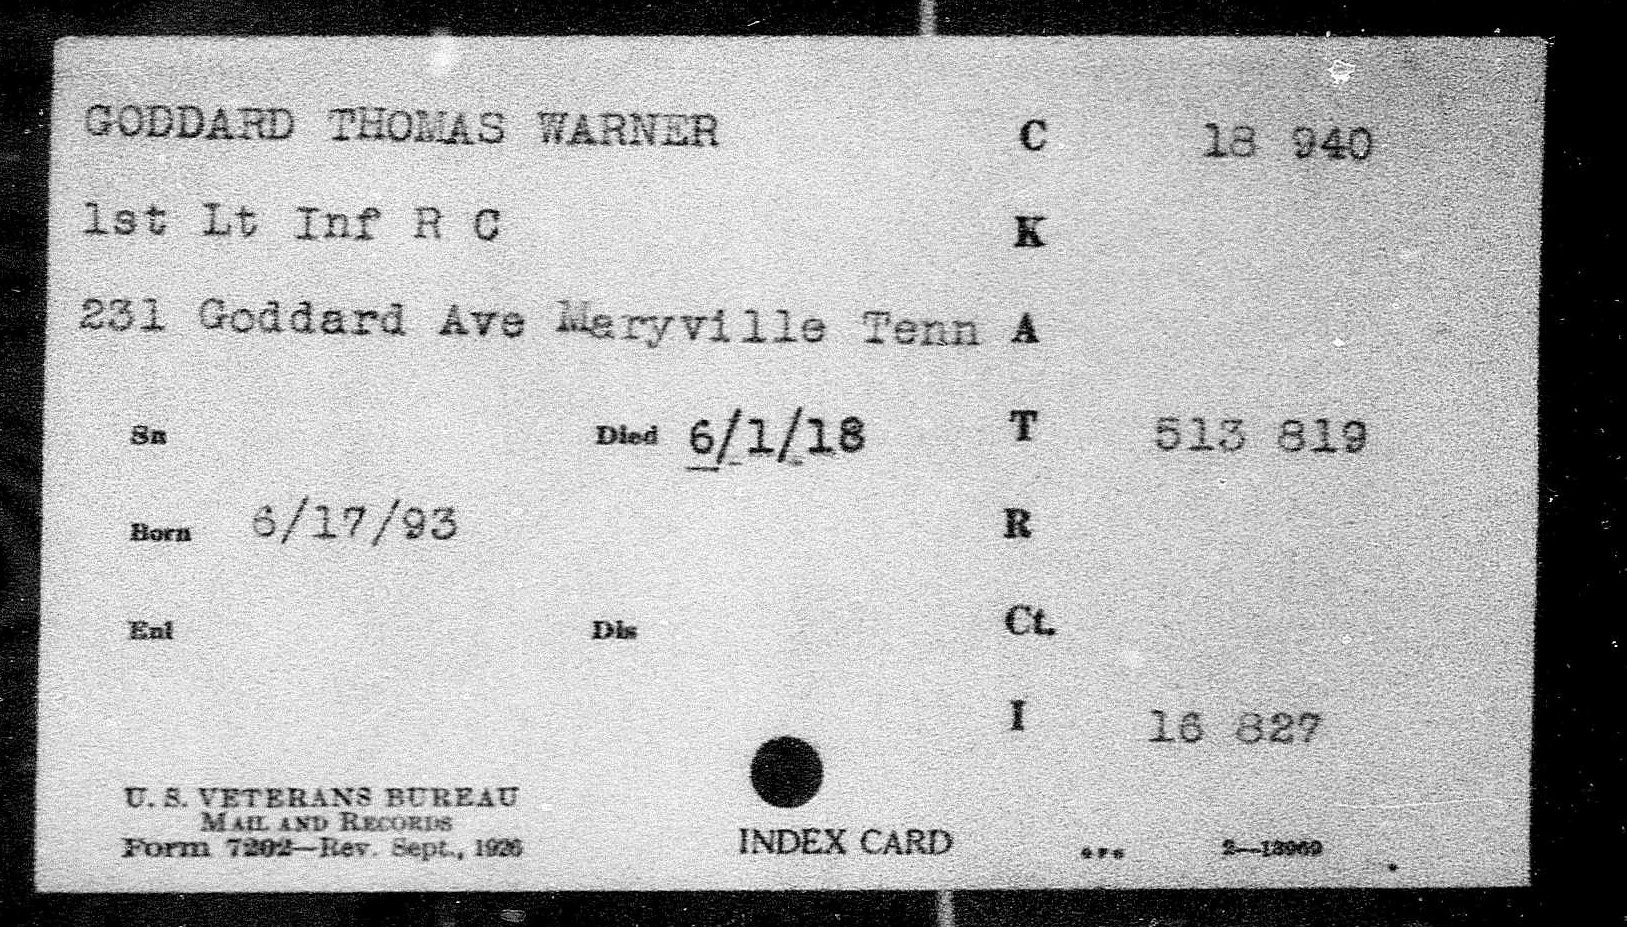 GODDARD THOMAS WARNER C 18 940
1st Lt Inf R C K
231 Goddard Ave Maryville Tenn A
Sn Died 6/1/18 T 513 819
Born 6/17/93 R
Enl Dis Ct.
I 16 827
U. S. VETERANS BUREAU
MAIL AND RECORDS
Form 7202—Rev. Sept., 1926
INDEX CARD